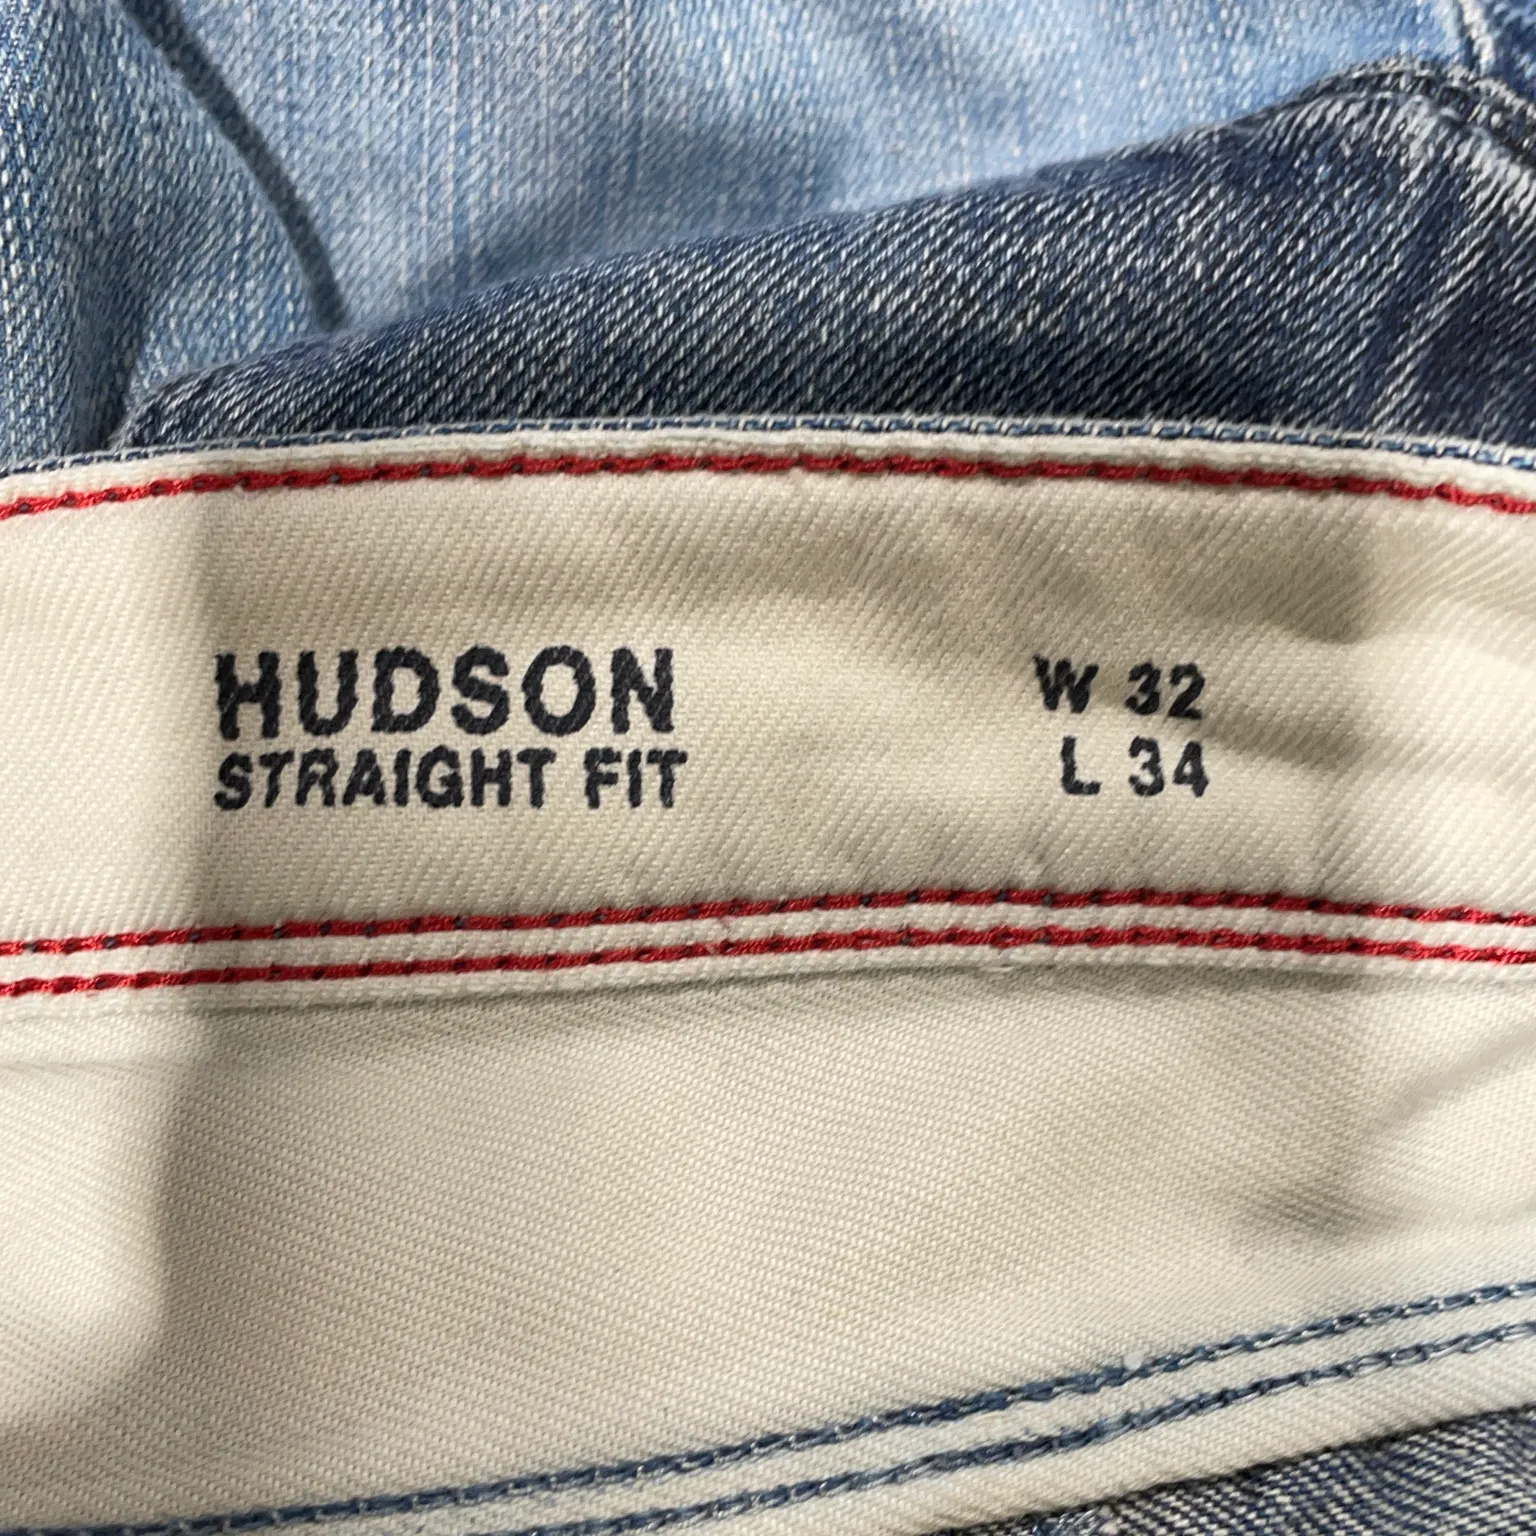 HUDSON
STRAIGHT FIT
W 32
L 34